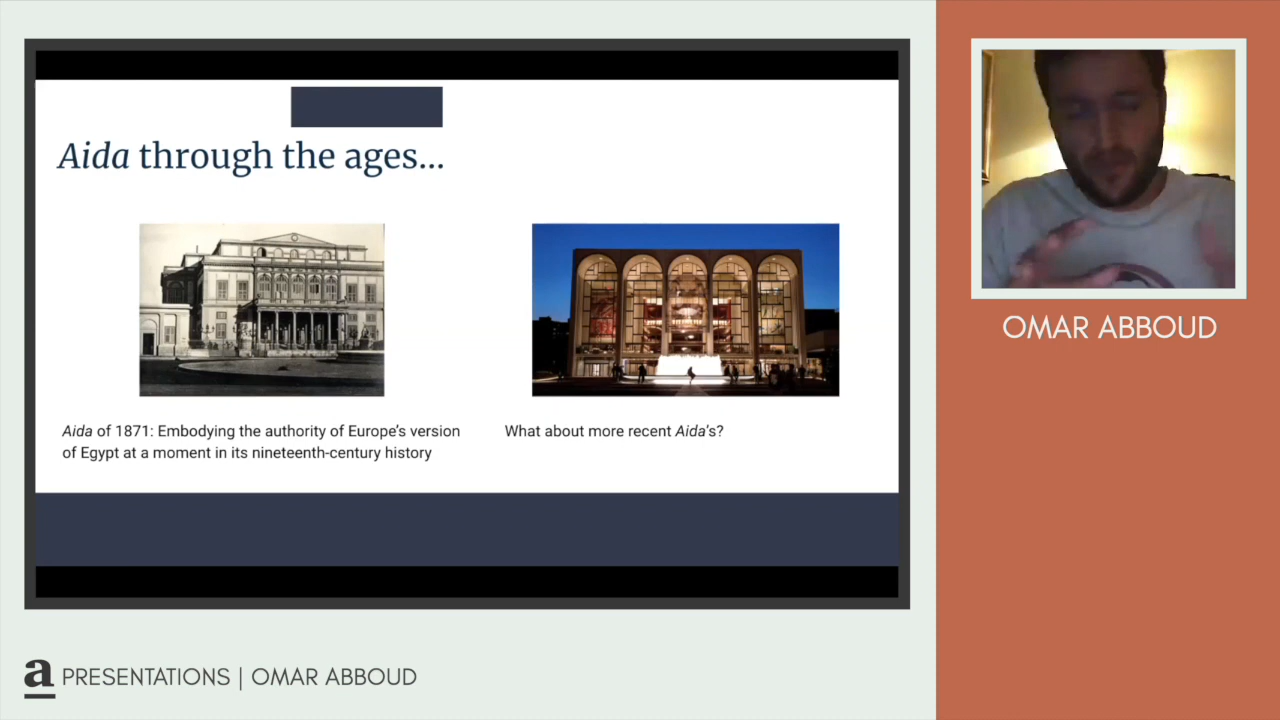 Aida through the ages...
Aida of 1871: Embodying the authority of Europe's version
of Egypt at a moment in its nineteenth-century history
What about more recent Aida's?
OMAR ABBOUD
a PRESENTATIONS | OMAR ABBOUD